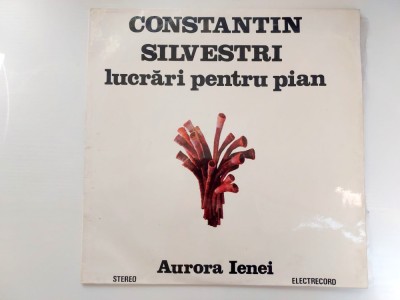 CONSTANTIN
SILVESTRI
lucrări pentru pian
Aurora Ienei
STEREO
ELECTRECORD